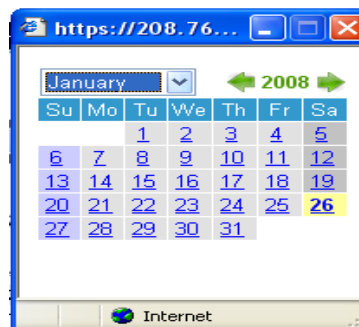 https://208.76...
January 2008
Su Mo Tu We Th Fr Sa
1 2 3 4 5
6 7 8 9 10 11 12
13 14 15 16 17 18 19
20 21 22 23 24 25 26
27 28 29 30 31
Internet